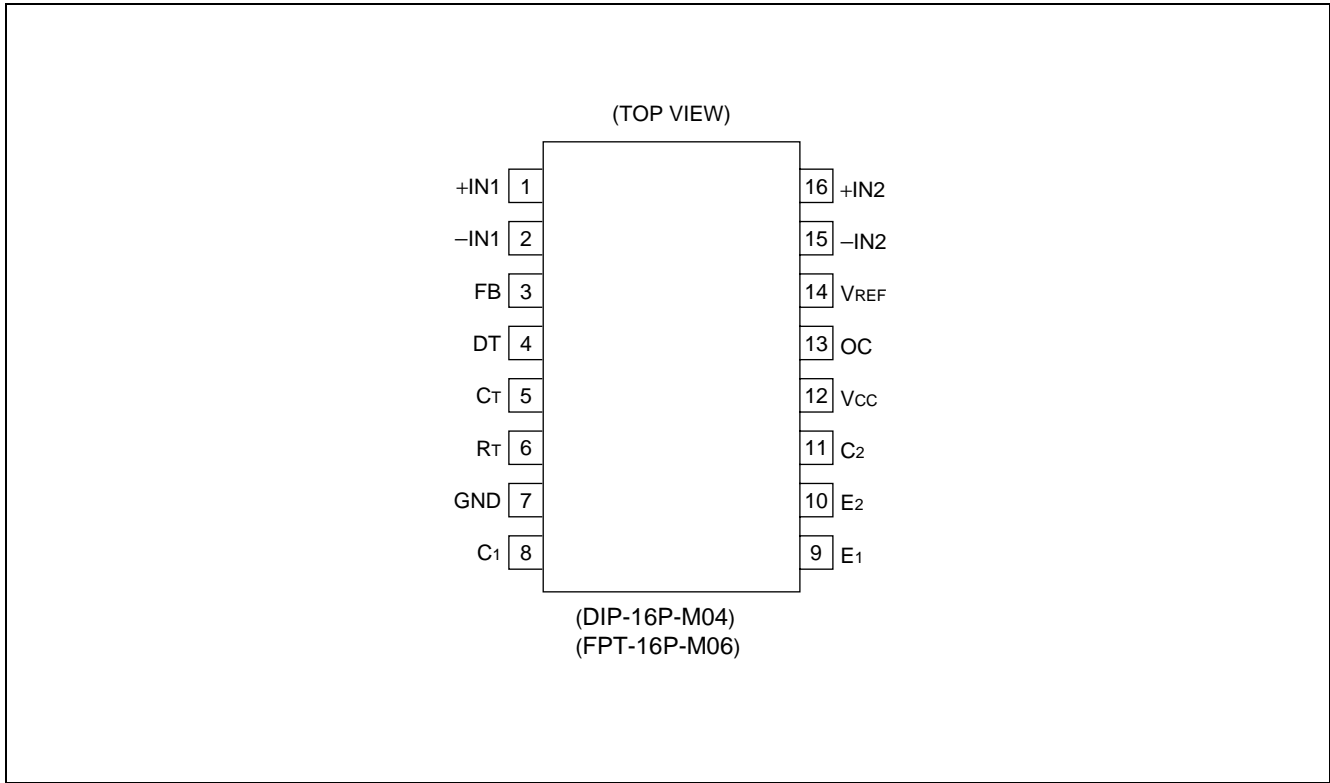 (TOP VIEW)
+IN1 1 16 +IN2
−IN1 2 15 −IN2
FB 3 14 VREF
DT 4 13 OC
CT 5 12 VCC
RT 6 11 C2
GND 7 10 E2
C1 8 9 E1
(DIP-16P-M04)
(FPT-16P-M06)